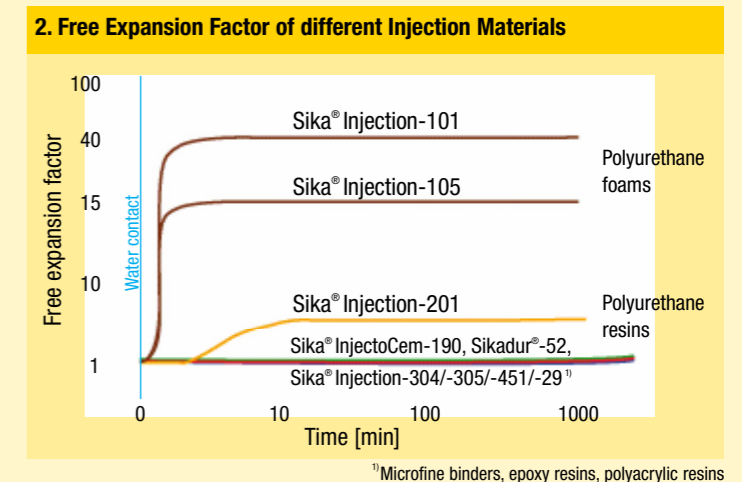 2. Free Expansion Factor of different Injection Materials
100
40
15
10
1
Free expansion factor
Water contact
Sika® Injection-101
Sika® Injection-105
Polyurethane
foams
Sika® Injection-201
Polyurethane
resins
Sika® InjectoCem-190, Sikadur®-52,
Sika® Injection-304/-305/-451/-29 ¹⁾
0 10 100 1000
Time [min]
¹⁾Microfine binders, epoxy resins, polyacrylic resins